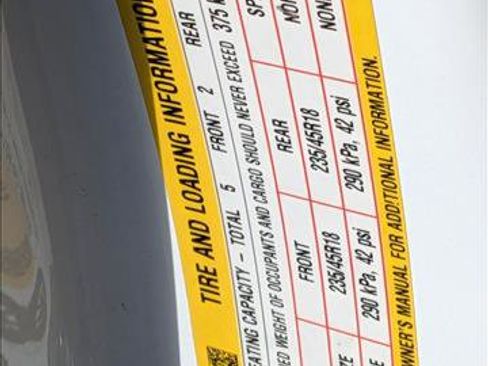 TIRE AND LOADING INFORMATION
SEATING CAPACITY – TOTAL 5 FRONT 2 REAR
WEIGHT OF OCCUPANTS AND CARGO SHOULD NEVER EXCEED 375
FRONT REAR
235/45R18 235/45R18 NONE
290 kPa, 42 psi 290 kPa, 42 psi
OWNER'S MANUAL FOR ADDITIONAL INFORMATION.